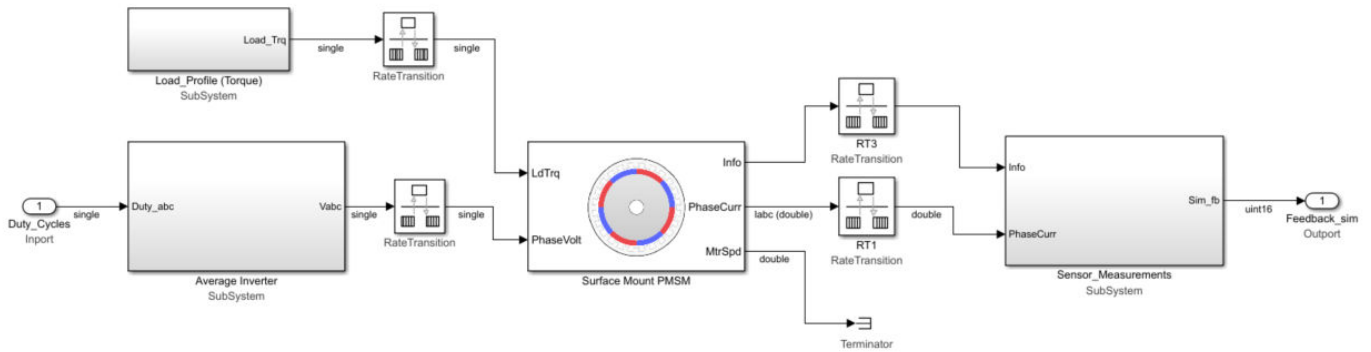 Load_Trq
single
single
Load_Profile (Torque)
SubSystem
RateTransition
Duty_abc
Vabc
1
Duty_Cycles
Inport
single
single
single
Average Inverter
SubSystem
RateTransition
LdTrq
PhaseVolt
Info
PhaseCurr
MtrSpd
Surface Mount PMSM
Iabc (double)
double
RT3
RateTransition
double
RT1
RateTransition
Terminator
Info
PhaseCurr
Sim_fb
Sensor_Measurements
SubSystem
uint16
1
Feedback_sim
Outport